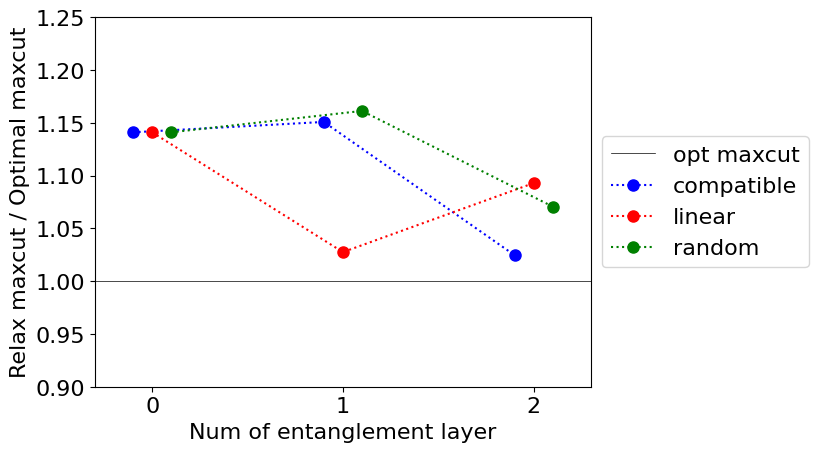 Relax maxcut / Optimal maxcut
1.25
1.20
1.15
1.10
1.05
1.00
0.95
0.90
0
1
2
Num of entanglement layer
opt maxcut
compatible
linear
random